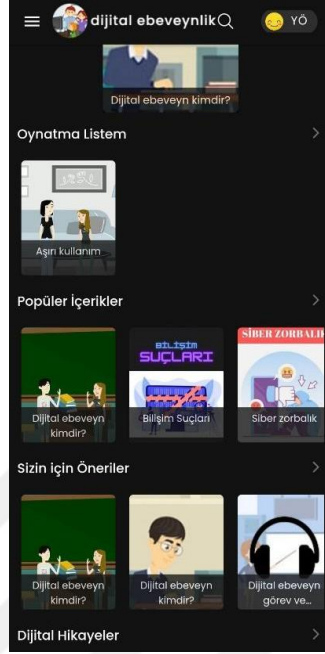 dijital ebeveynlik
YÖ
Dijital ebeveyn kimdir?
Oynatma Listem
Aşırı kullanım
Popüler İçerikler
BİLİŞİM
SUÇLARI
SİBER ZORBALIK
Dijital ebeveyn
kimdir?
Bilişim Suçları
Siber zorbalık
Sizin için Öneriler
Dijital ebeveyn
kimdir?
Dijital ebeveyn
kimdir?
Dijital ebeveyn
görev ve...
Dijital Hikayeler